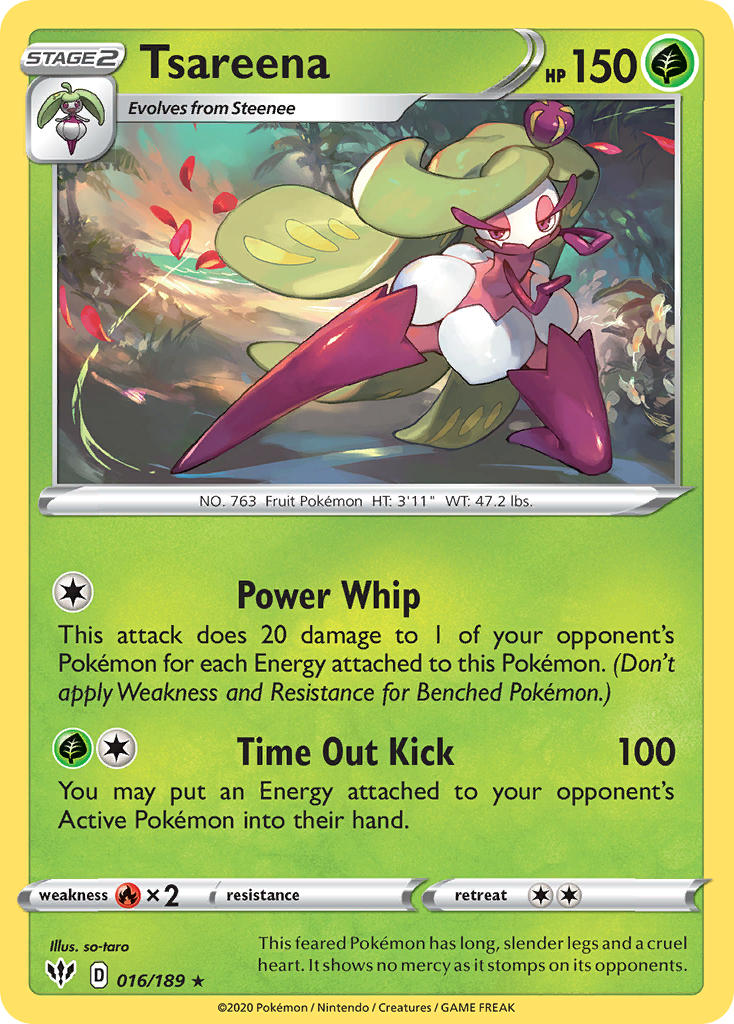 STAGE 2
Tsareena
HP 150
Evolves from Steenee
NO. 763 Fruit Pokémon HT: 3'11" WT: 47.2 lbs.
Power Whip
This attack does 20 damage to 1 of your opponent's
Pokémon for each Energy attached to this Pokémon. (Don't
apply Weakness and Resistance for Benched Pokémon.)
Time Out Kick 100
You may put an Energy attached to your opponent's
Active Pokémon into their hand.
weakness ×2 resistance retreat
Illus. so-taro
D 016/189 ★
This feared Pokémon has long, slender legs and a cruel
heart. It shows no mercy as it stomps on its opponents.
©2020 Pokémon / Nintendo / Creatures / GAME FREAK